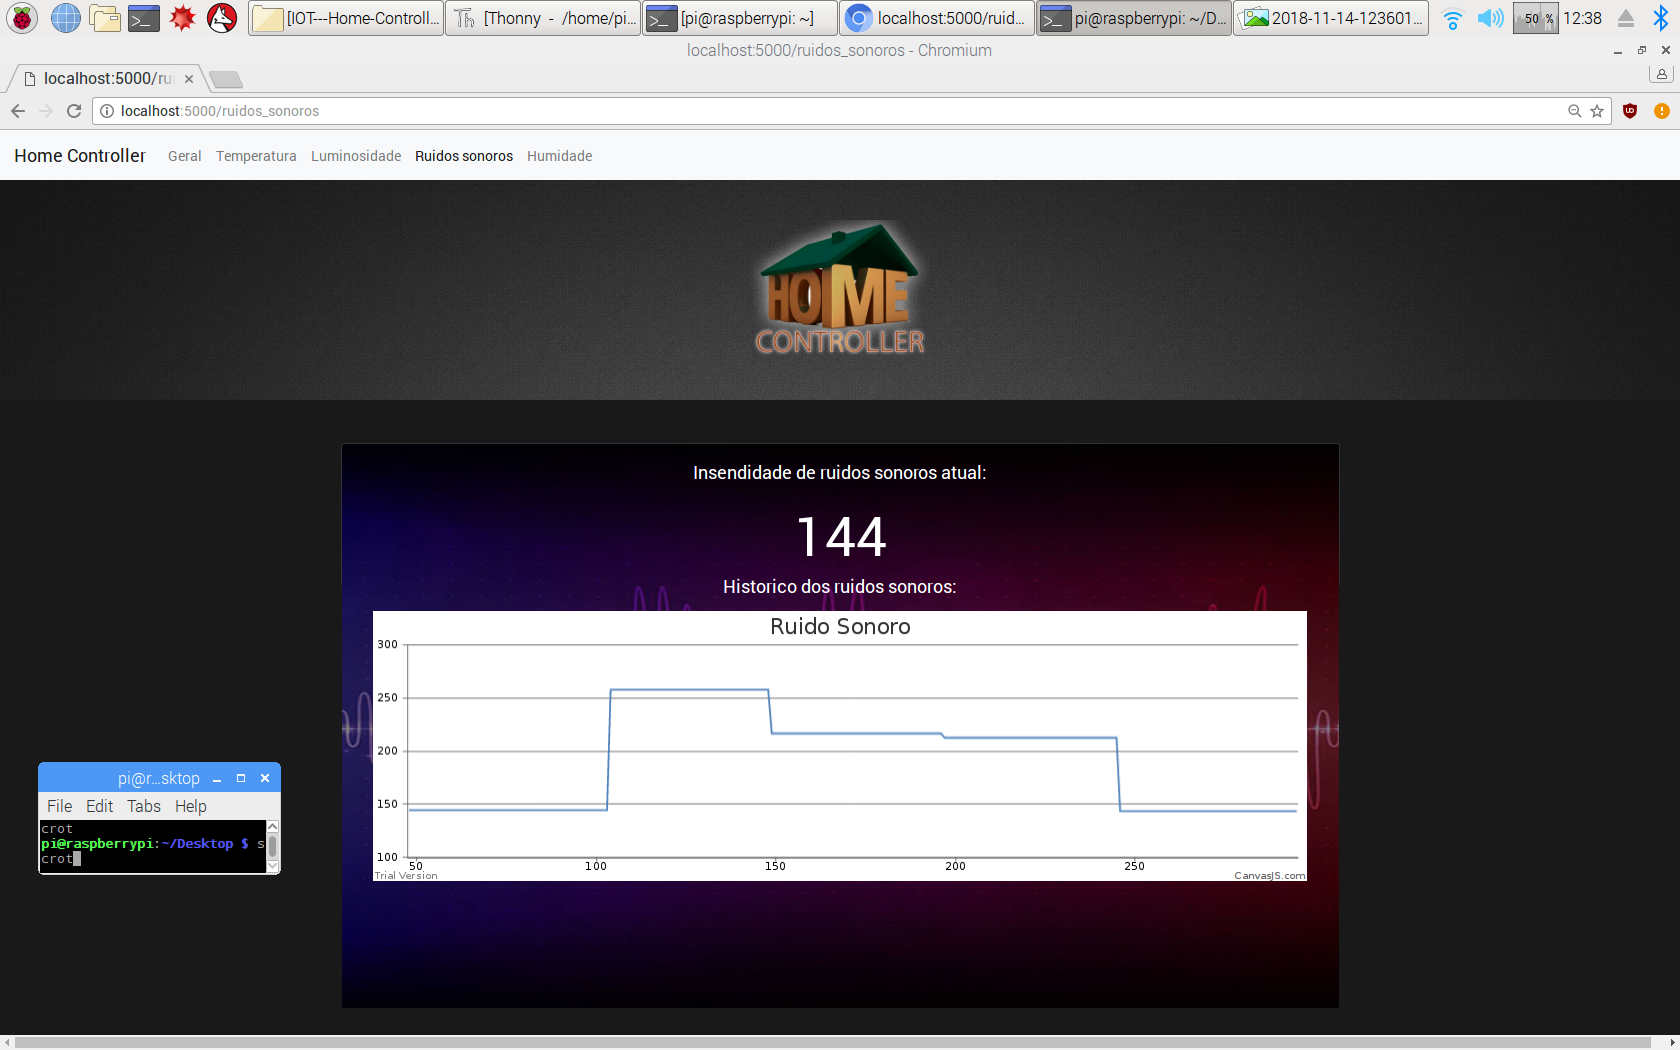 [IOT---Home-Controll... [Thonny - /home/pi... [pi@raspberrypi: ~] localhost:5000/ruid... pi@raspberrypi: ~/D... 2018-11-14-123601... 50 % 12:38
localhost:5000/ruidos_sonoros - Chromium
localhost:5000/rui
localhost:5000/ruidos_sonoros
Home Controller Geral Temperatura Luminosidade Ruidos sonoros Humidade
HOME
CONTROLLER
Insendidade de ruidos sonoros atual:
144
Historico dos ruidos sonoros:
Ruido Sonoro
300
250
200
150
100
50 100 150 200 250
Trial Version CanvasJS.com
pi@r...sktop
File Edit Tabs Help
crot
pi@raspberrypi:~/Desktop $ s
crot